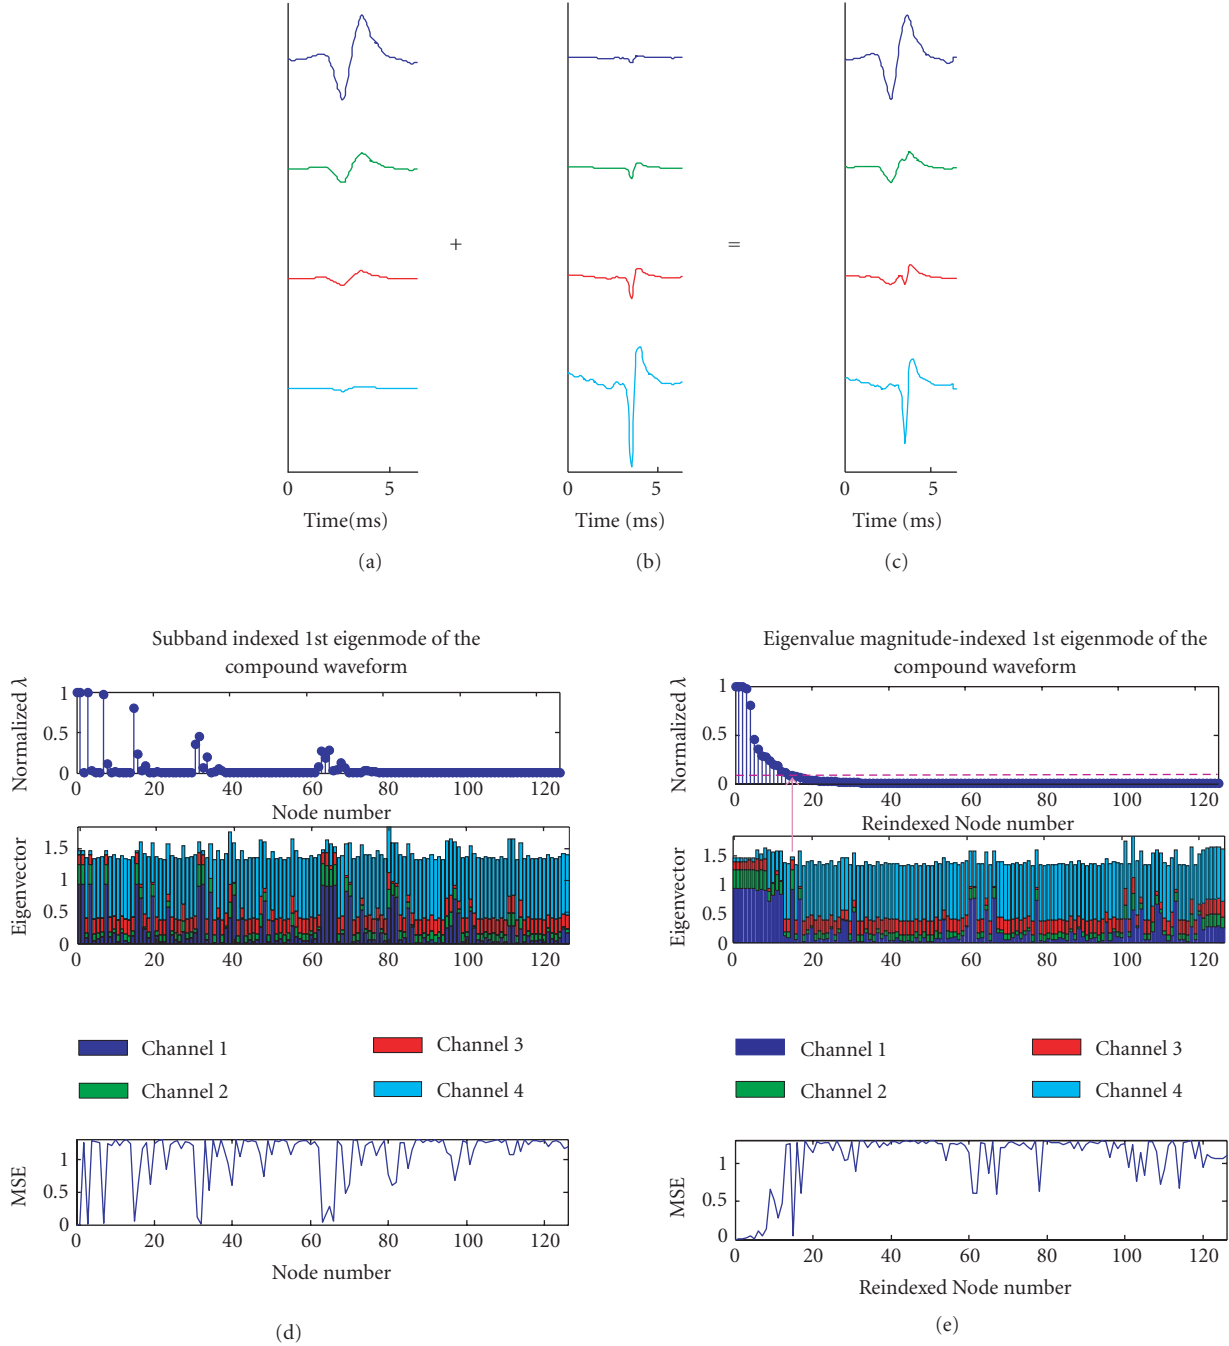 +
=
0 5
0 5
0 5
Time(ms)
Time (ms)
Time (ms)
(a)
(b)
(c)
Subband indexed 1st eigenmode of the
compound waveform
Normalized λ
1
0.5
0
0 20 40 60 80 100 120
Node number
Eigenvector
1.5
1
0.5
0
0 20 40 60 80 100 120
Channel 1
Channel 3
Channel 2
Channel 4
MSE
1
0.5
0
0 20 40 60 80 100 120
Node number
(d)
Eigenvalue magnitude-indexed 1st eigenmode of the
compound waveform
Normalized λ
1
0.5
0
0 20 40 60 80 100 120
Reindexed Node number
Eigenvector
1.5
1
0.5
0
0 20 40 60 80 100 120
Channel 1
Channel 3
Channel 2
Channel 4
MSE
1
0.5
0
0 20 40 60 80 100 120
Reindexed Node number
(e)